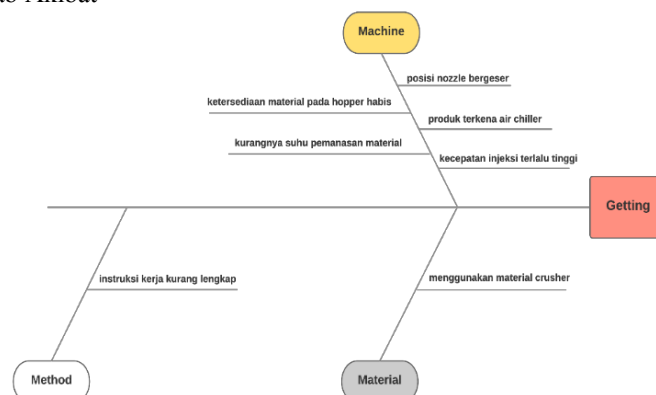 Machine
posisi nozzle bergeser
ketersediaan material pada hopper habis
produk terkena air chiller
kurangnya suhu pemanasan material
kecepatan injeksi terlalu tinggi
Getting
instruksi kerja kurang lengkap
menggunakan material crusher
Method
Material